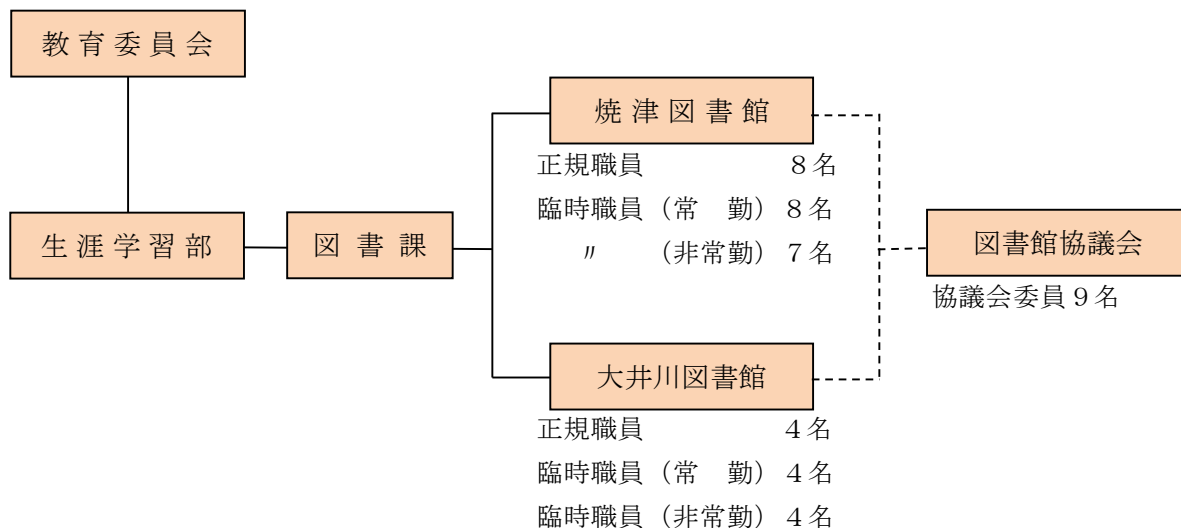 教育委員会
生涯学習部
図書課
焼津図書館
正規職員 8名
臨時職員（常 勤）8名
〃 （非常勤）7名
大井川図書館
正規職員 4名
臨時職員（常 勤）4名
臨時職員（非常勤）4名
図書館協議会
協議会委員9名